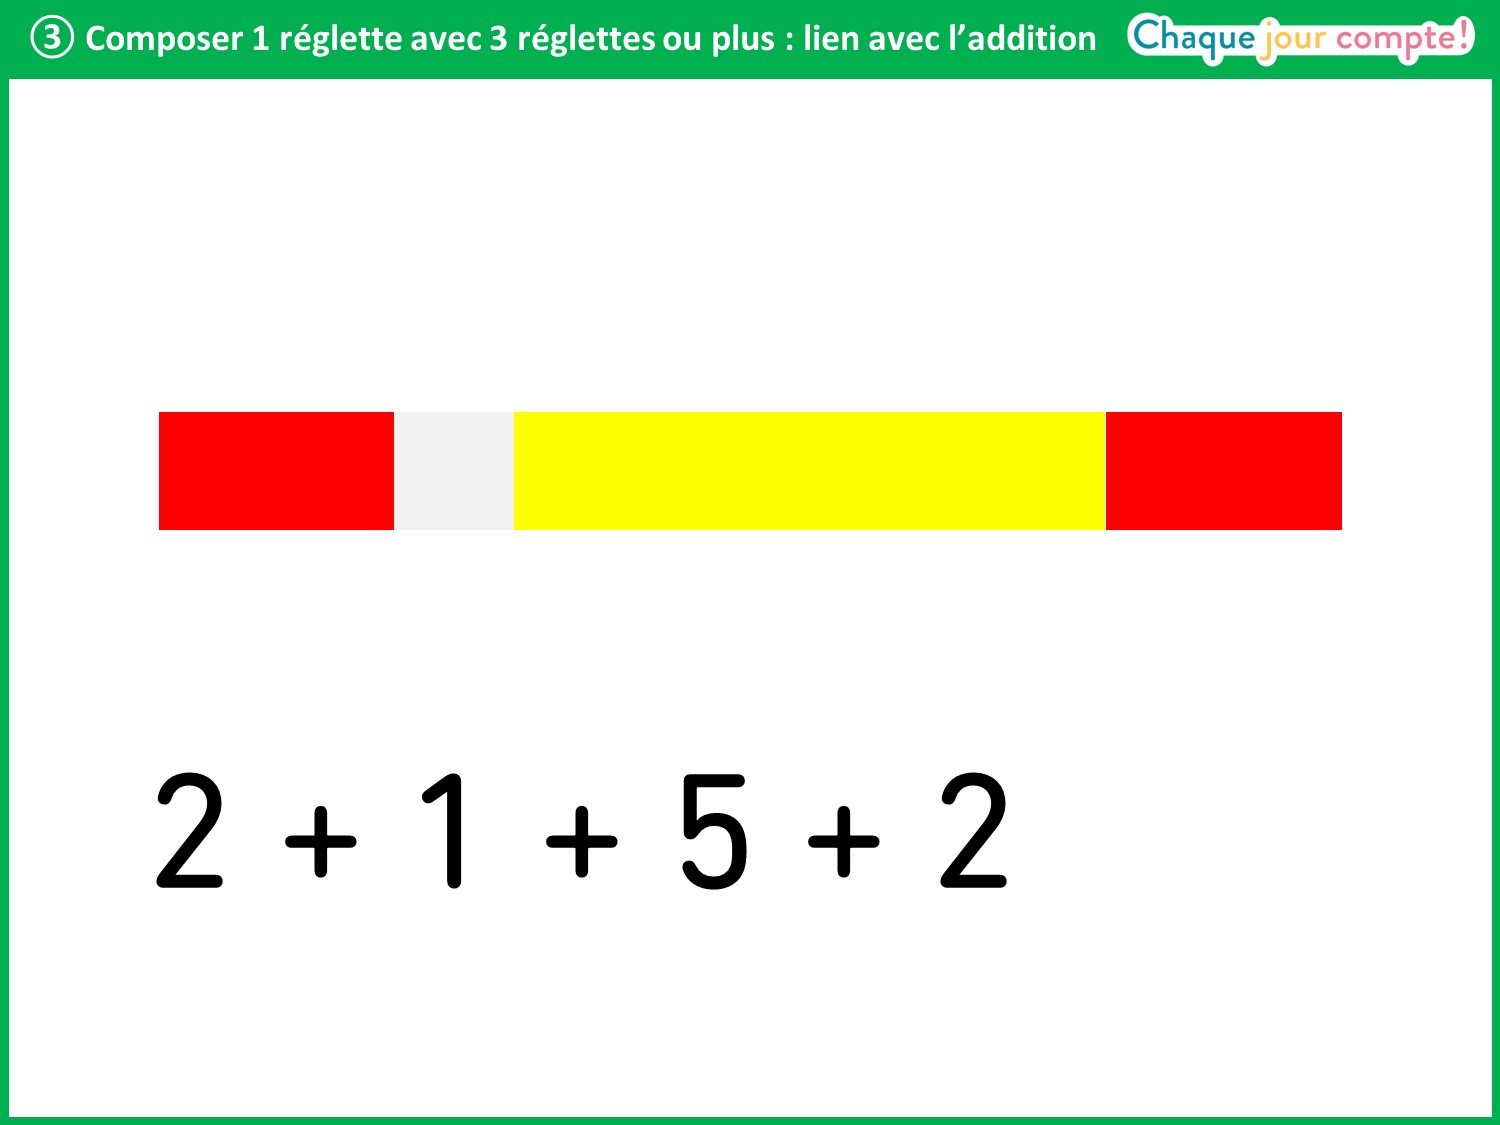 ③ Composer 1 réglette avec 3 réglettes ou plus : lien avec l’addition
Chaque jour compte!
2 + 1 + 5 + 2